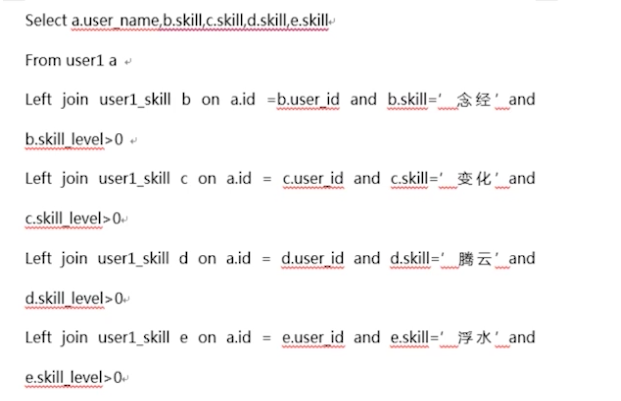 Select a.user_name,b.skill,c.skill,d.skill,e.skill
From user1 a
Left join user1_skill b on a.id =b.user_id and b.skill=' 念经' and
b.skill_level>0
Left join user1_skill c on a.id = c.user_id and c.skill=' 变化' and
c.skill_level>0
Left join user1_skill d on a.id = d.user_id and d.skill=' 腾云' and
d.skill_level>0
Left join user1_skill e on a.id = e.user_id and e.skill=' 浮水' and
e.skill_level>0